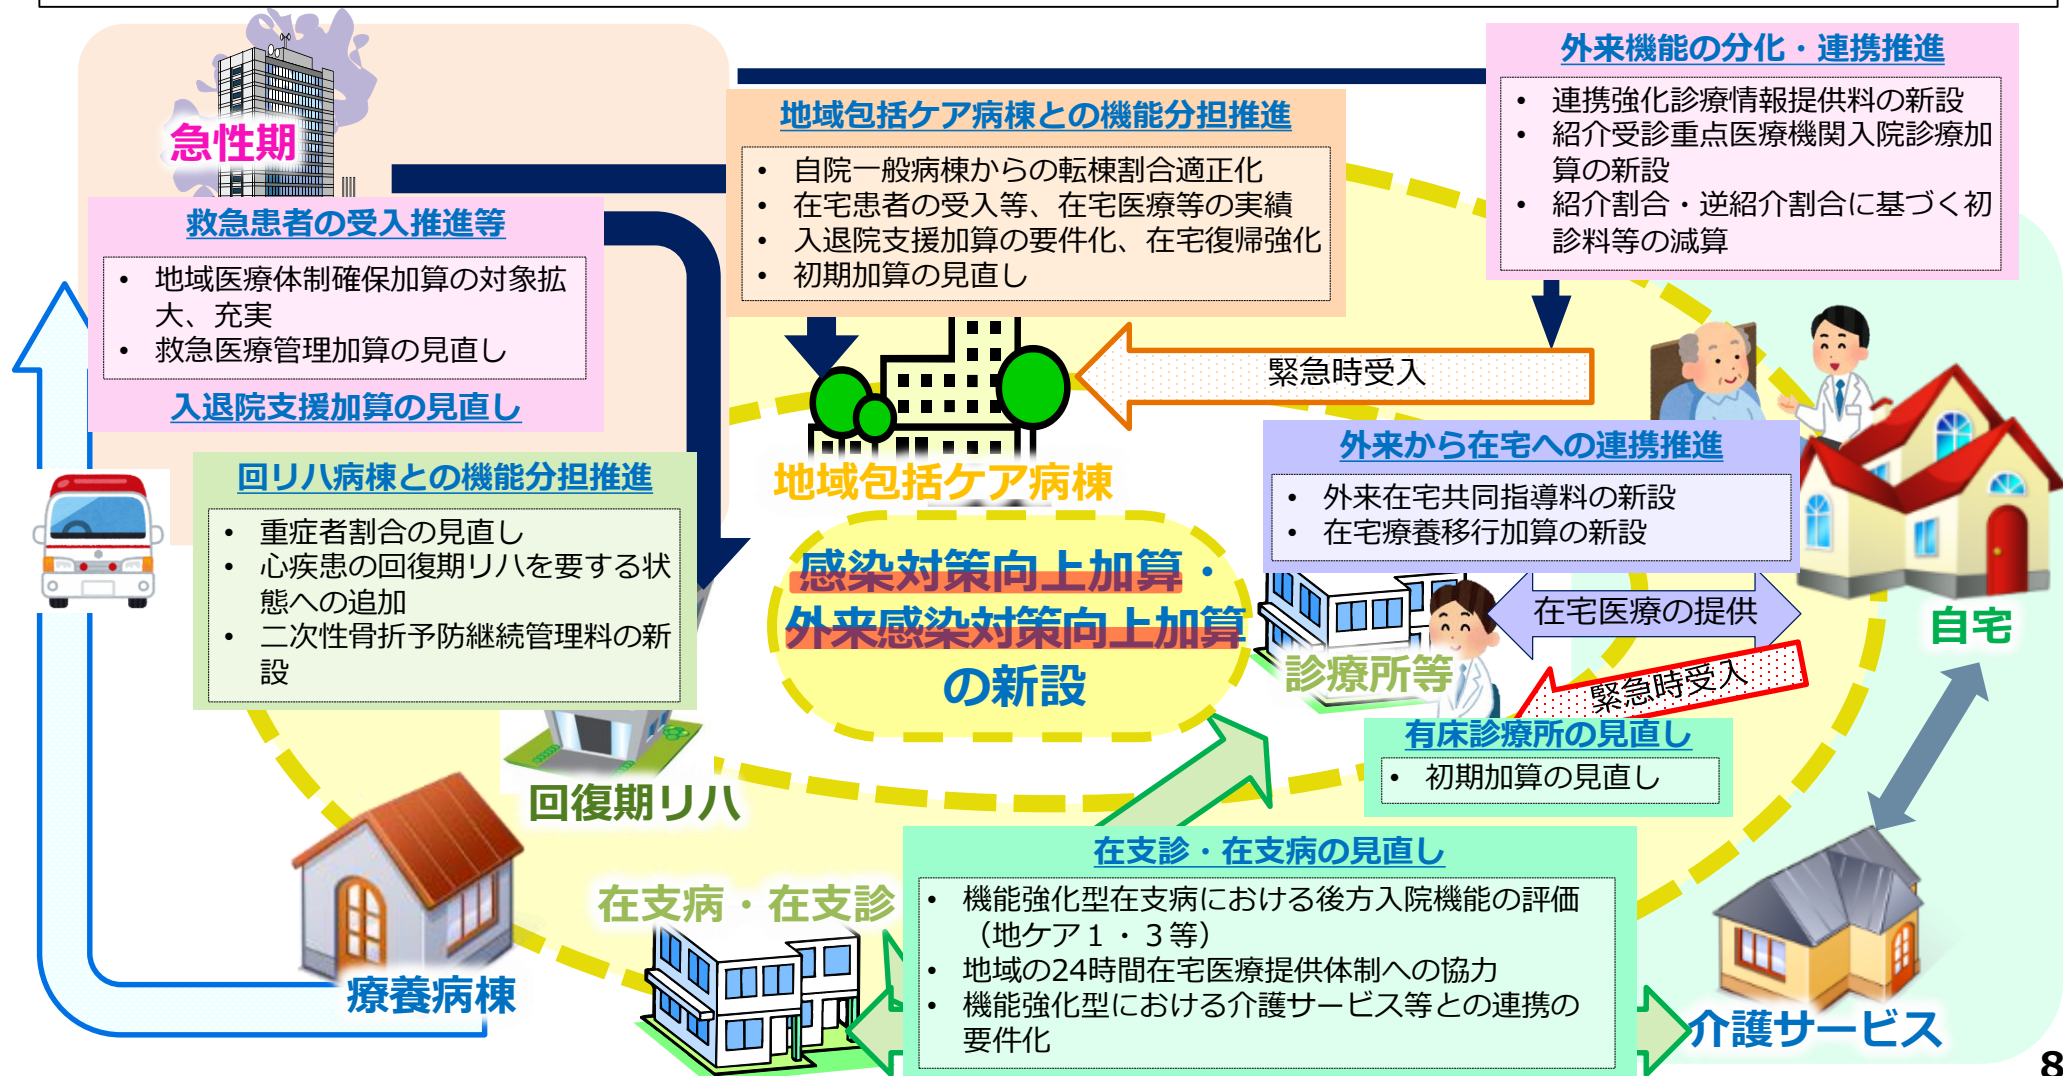 急性期
救急患者の受入推進等
• 地域医療体制確保加算の対象拡
大、充実
• 救急医療管理加算の見直し
入退院支援加算の見直し
地域包括ケア病棟との機能分担推進
• 自院一般病棟からの転棟割合適正化
• 在宅患者の受入等、在宅医療等の実績
• 入退院支援加算の要件化、在宅復帰強化
• 初期加算の見直し
外来機能の分化・連携推進
• 連携強化診療情報提供料の新設
• 紹介受診重点医療機関入院診療加
算の新設
• 紹介割合・逆紹介割合に基づく初
診料等の減算
緊急時受入
回リハ病棟との機能分担推進
• 重症者割合の見直し
• 心疾患の回復期リハを要する状
態への追加
• 二次性骨折予防継続管理料の新
設
地域包括ケア病棟
外来から在宅への連携推進
• 外来在宅共同指導料の新設
• 在宅療養移行加算の新設
感染対策向上加算・
外来感染対策向上加算
の新設
在宅医療の提供
自宅
診療所等
緊急時受入
有床診療所の見直し
• 初期加算の見直し
回復期リハ
在支診・在支病の見直し
• 機能強化型在支病における後方入院機能の評価
（地ケア１・３等）
• 地域の24時間在宅医療提供体制への協力
• 機能強化型における介護サービス等との連携の
要件化
在支病・在支診
療養病棟
介護サービス
8